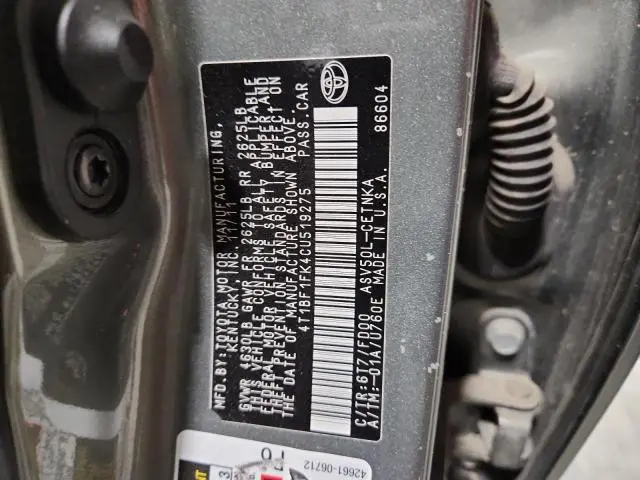 MFD.BY:TOYOTA MOTOR MANUFACTURING,
KENTUCKY, INC. 11/11
GVWR 4630LB GAWR FR 2625LB RR 2625LB
THIS VEHICLE CONFORMS TO ALL APPLICABLE
FEDERAL MOTOR VEHICLE SAFETY, BUMPER, AND
THEFT PREVENTION STANDARDS IN EFFECT ON
THE DATE OF MANUFACTURE SHOWN ABOVE.
4T1BF1FK4CU519275 PASS.CAR
C/TR:6T7/FD00 ASV50L-CETNKA
A/TM:-01A/U760E MADE IN U.S.A.
86604
42661-06712